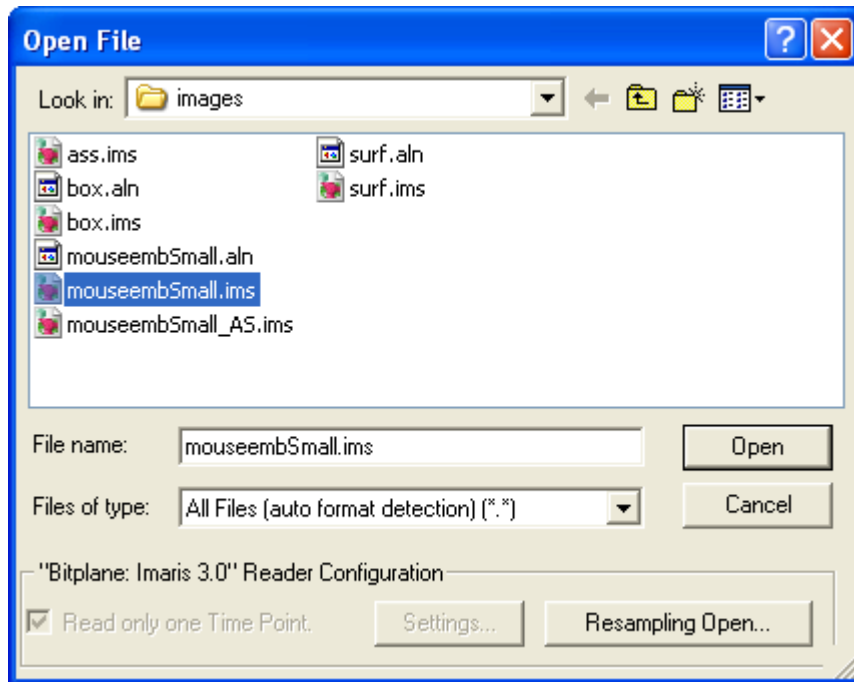 Open File
Look in: images
ass.ims
box.aln
box.ims
mouseembSmall.aln
mouseembSmall.ims
mouseembSmall_AS.ims
surf.aln
surf.ims
File name: mouseembSmall.ims Open
Files of type: All Files (auto format detection) (*.*) Cancel
"Bitplane: Imaris 3.0" Reader Configuration
Read only one Time Point. Settings... Resampling Open...